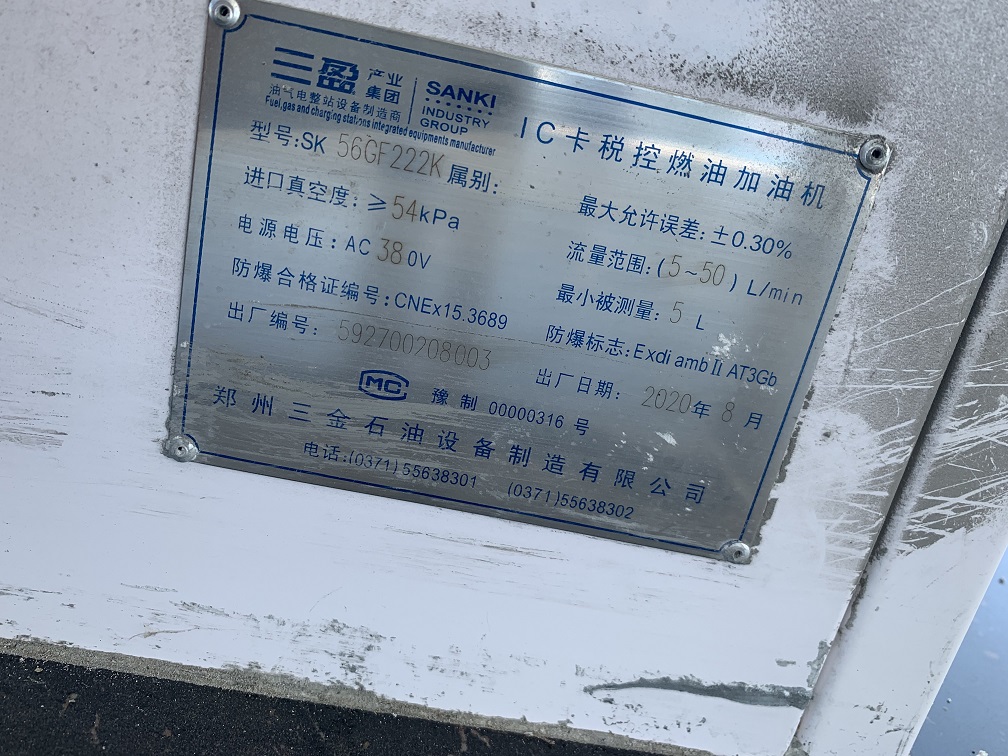 三盈 产业集团 SANKI INDUSTRY GROUP
油气电整站设备制造商
Fuel,gas and charging stations integrated equipments manufacturer
IC卡税控燃油加油机
型号:SK 56GF222K 属别:
最大允许误差:±0.30%
进口真空度:≥54kPa
流量范围:(5~50)L/min
电源电压:AC 380V
最小被测量:5 L
防爆合格证编号:CNEx15.3689
防爆标志:Exdi ambⅡAT3Gb
出厂编号:592700208003
出厂日期:2020年8月
MC 豫制 00000316 号
郑州三金石油设备制造有限公司
电话:(0371)55638301 (0371)55638302